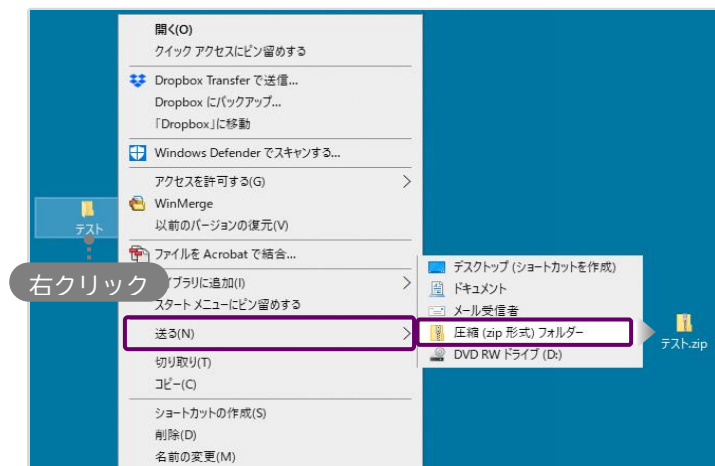 開く(O)
クイック アクセスにピン留めする
Dropbox Transfer で送信...
Dropbox にバックアップ...
「Dropbox」に移動
Windows Defender でスキャンする...
アクセスを許可する(G)
WinMerge
以前のバージョンの復元(V)
テスト
ファイルを Acrobat で結合...
右クリック
イブラリに追加(I)
スタート メニューにピン留めする
送る(N)
切り取り(T)
コピー(C)
ショートカットの作成(S)
削除(D)
名前の変更(M)
デスクトップ (ショートカットを作成)
ドキュメント
メール受信者
圧縮 (zip 形式) フォルダー
DVD RW ドライブ (D:)
テスト.zip